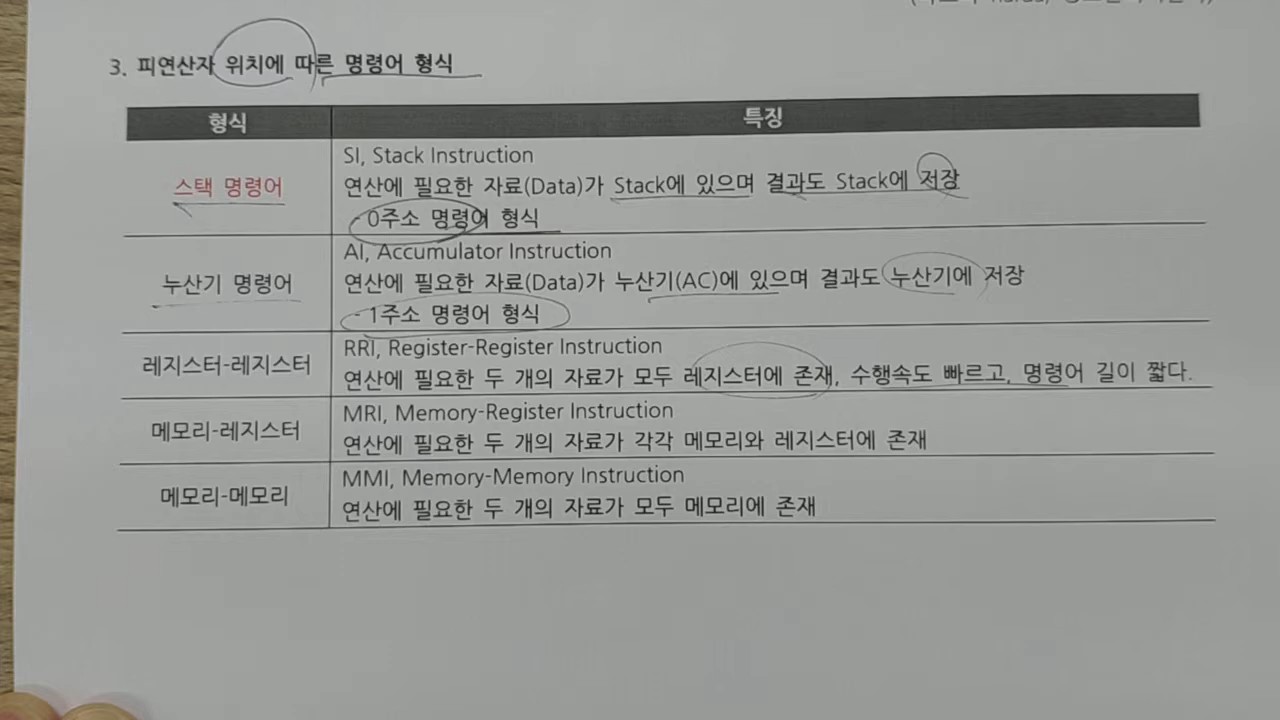 3. 피연산자 위치에 따른 명령어 형식
형식
특징
스택 명령어
SI, Stack Instruction
연산에 필요한 자료(Data)가 Stack에 있으며 결과도 Stack에 저장
- 0주소 명령어 형식
누산기 명령어
AI, Accumulator Instruction
연산에 필요한 자료(Data)가 누산기(AC)에 있으며 결과도 누산기에 저장
- 1주소 명령어 형식
레지스터-레지스터
RRI, Register-Register Instruction
연산에 필요한 두 개의 자료가 모두 레지스터에 존재, 수행속도 빠르고, 명령어 길이 짧다.
메모리-레지스터
MRI, Memory-Register Instruction
연산에 필요한 두 개의 자료가 각각 메모리와 레지스터에 존재
메모리-메모리
MMI, Memory-Memory Instruction
연산에 필요한 두 개의 자료가 모두 메모리에 존재